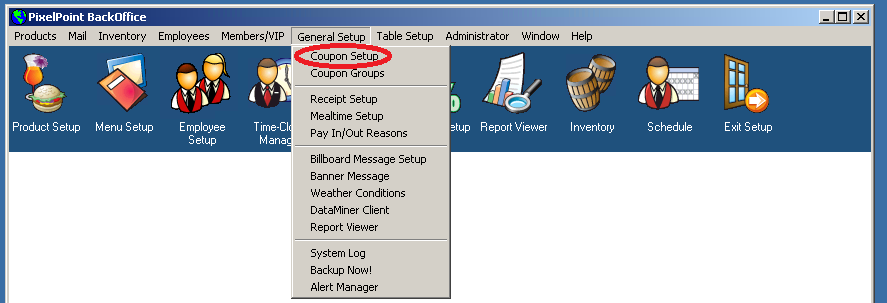 PixelPoint BackOffice
Products Mail Inventory Employees Members/VIP General Setup Table Setup Administrator Window Help
Coupon Setup
Coupon Groups
Receipt Setup
Mealtime Setup
Pay In/Out Reasons
Billboard Message Setup
Banner Message
Weather Conditions
DataMiner Client
Report Viewer
System Log
Backup Now!
Alert Manager
Product Setup
Menu Setup
Employee
Setup
Time-Clo
Manag
%
etup
Report Viewer
Inventory
Schedule
Exit Setup